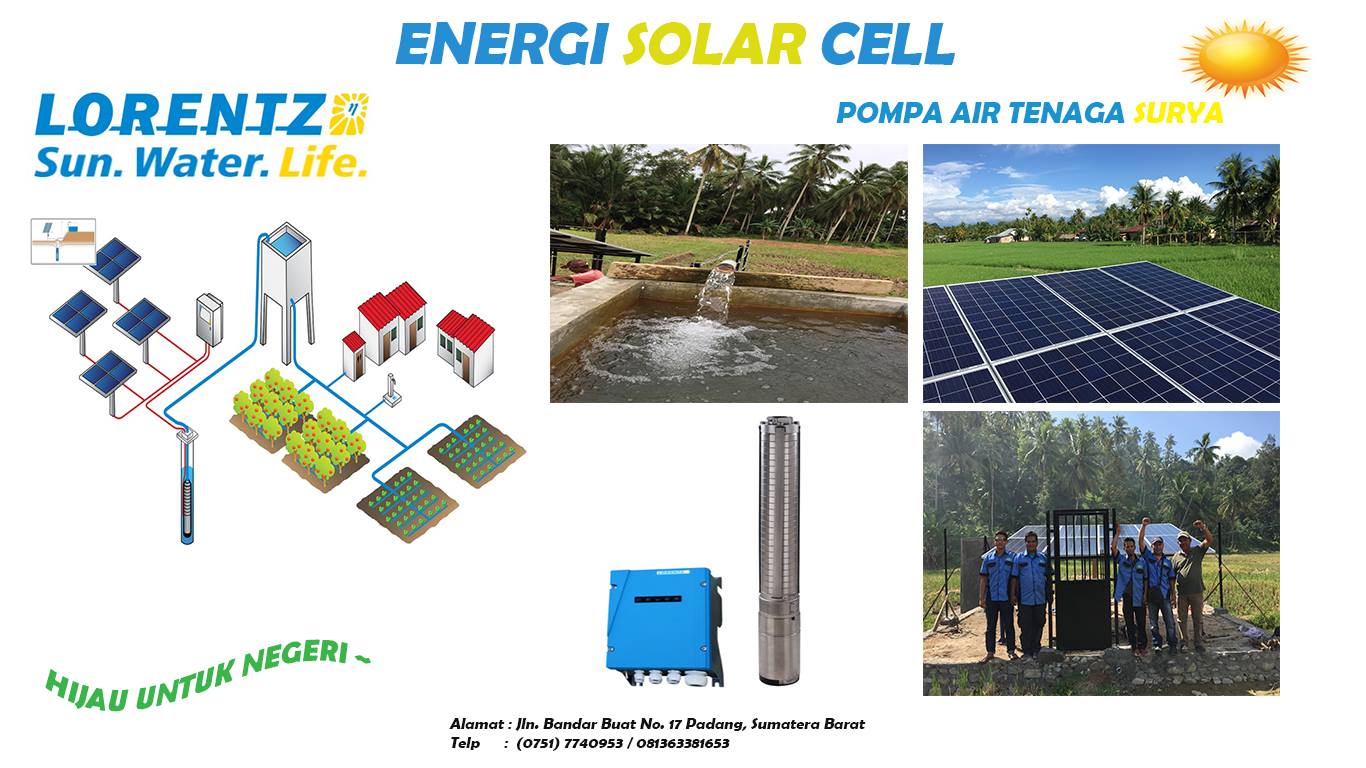 ENERGI SOLAR CELL
LORENTZ
Sun. Water. Life.
POMPA AIR TENAGA SURYA
LORENTZ
HIJAU UNTUK NEGERI ~
Alamat : Jln. Bandar Buat No. 17 Padang, Sumatera Barat
Telp : (0751) 7740953 / 081363381653